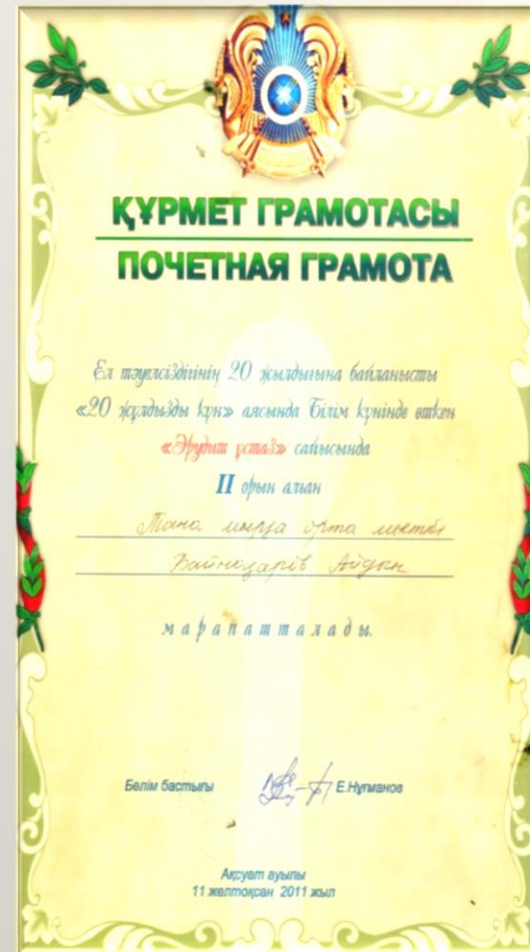 ҚҰРМЕТ ГРАМОТАСЫ
ПОЧЕТНАЯ ГРАМОТА
Ел тәуелсіздігінің 20 жылдығына байланысты
«20 жұлдызды күн» аясында Білім күнінде өткен
«Эрудит ұстаз» сайысында
II орын алған
Тана мырза орта мектебі
Байназаров Айдын
марапатталады.
Бөлім бастығы Е.Нұғманов
Ақсуат ауылы
11 желтоқсан 2011 жыл